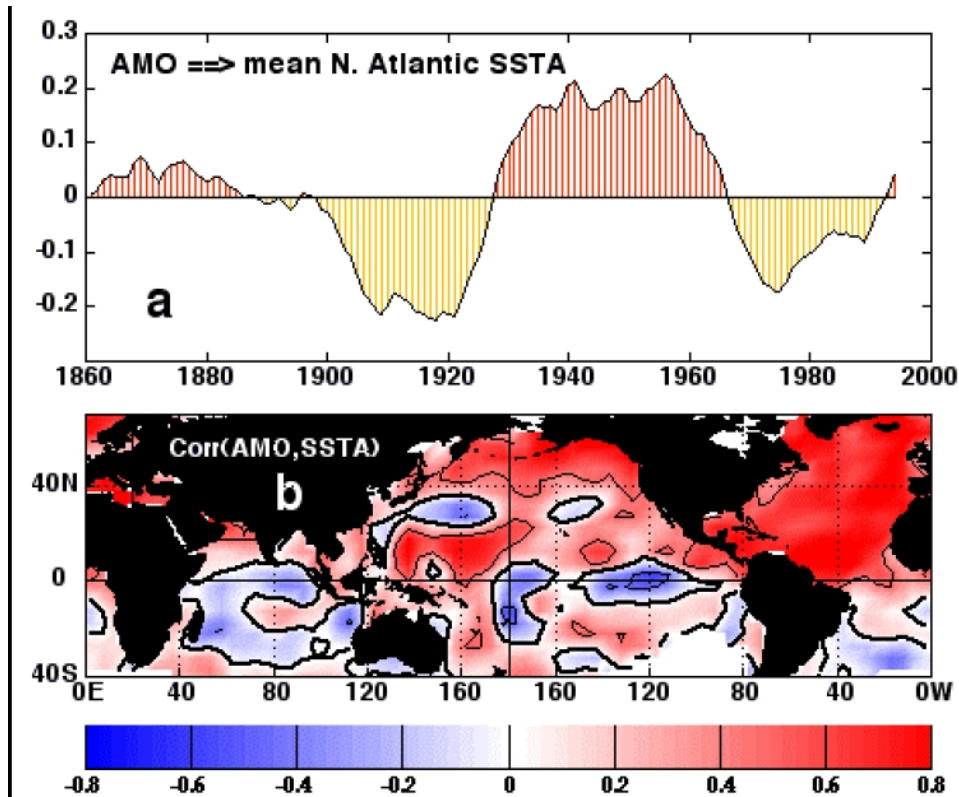 0.3
AMO ==> mean N. Atlantic SSTA
0.2
0.1
0
-0.1
-0.2
a
1860 1880 1900 1920 1940 1960 1980 2000
Corr(AMO,SSTA)
b
40N
0
40S
0E 40 80 120 160 160 120 80 40 0W
-0.8 -0.6 -0.4 -0.2 0 0.2 0.4 0.6 0.8